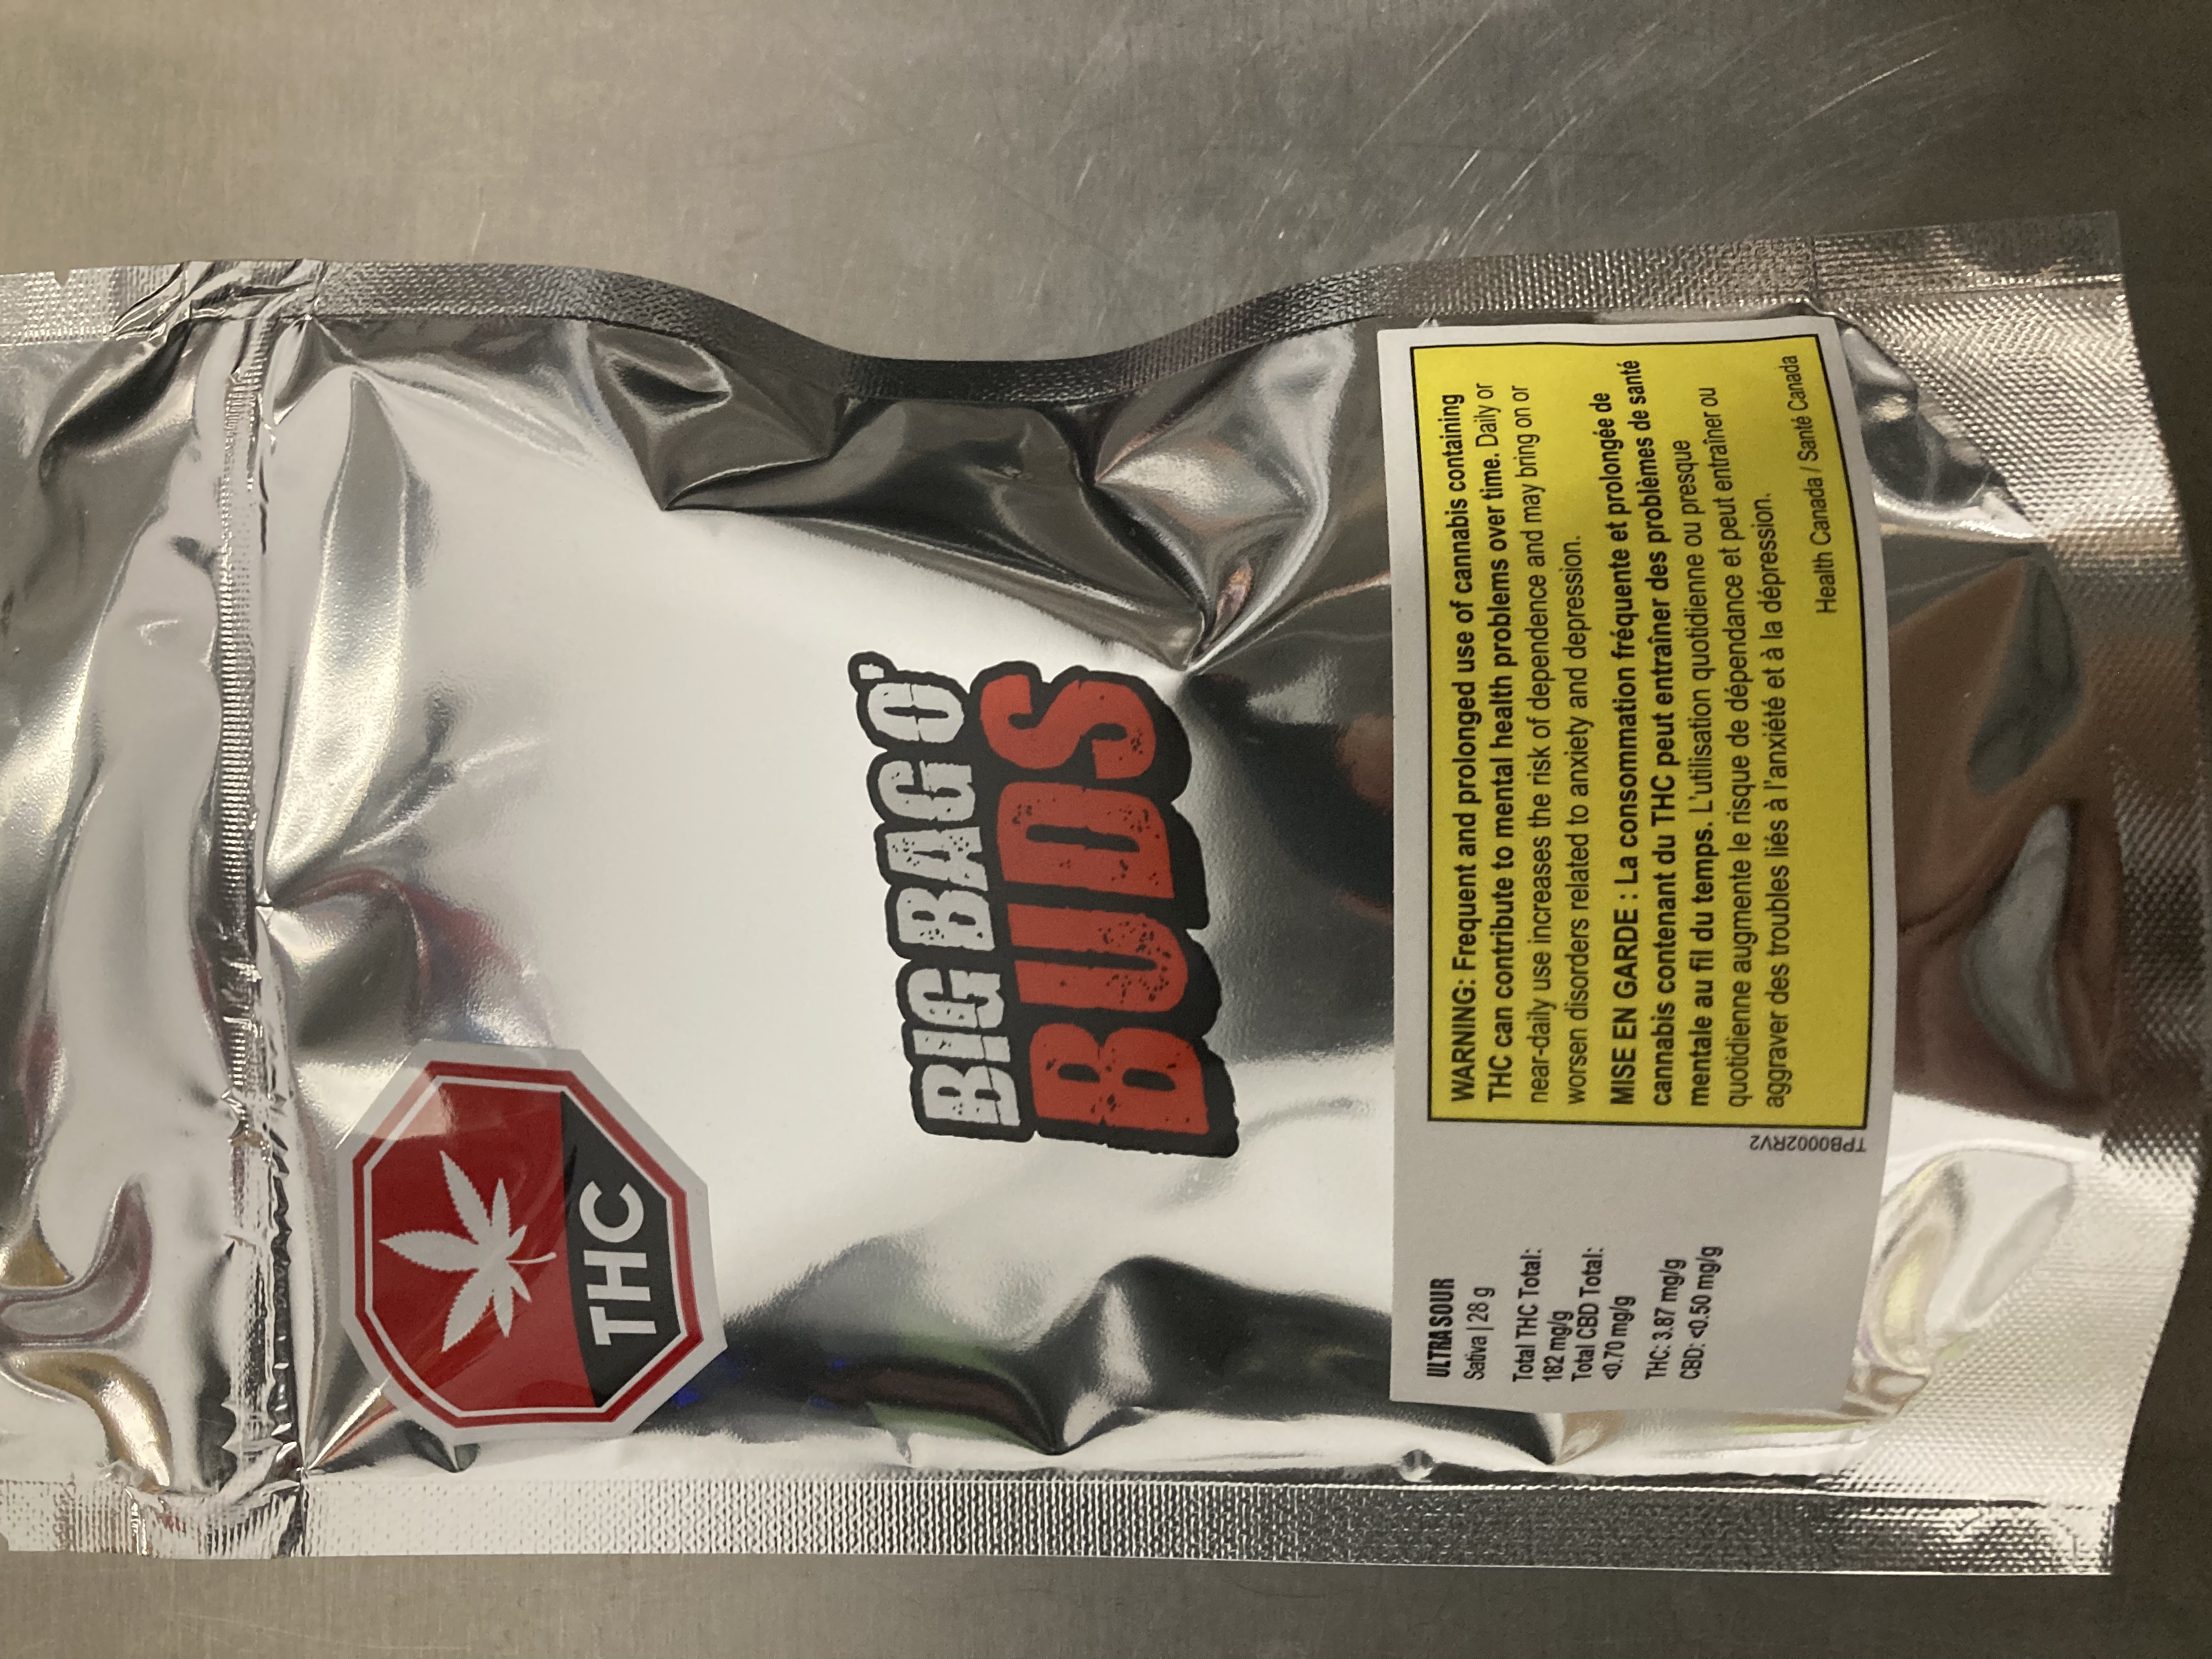 THC
BIG BAG O'
BUDS
ULTRA SOUR
Sativa | 28 g
Total THC Total:
182 mg/g
Total CBD Total:
<0.70 mg/g
THC: 3.87 mg/g
CBD: <0.50 mg/g
TPB0002RV2
WARNING: Frequent and prolonged use of cannabis containing
THC can contribute to mental health problems over time. Daily or
near-daily use increases the risk of dependence and may bring on or
worsen disorders related to anxiety and depression.
MISE EN GARDE : La consommation fréquente et prolongée de
cannabis contenant du THC peut entraîner des problèmes de santé
mentale au fil du temps. L'utilisation quotidienne ou presque
quotidienne augmente le risque de dépendance et peut entraîner ou
aggraver des troubles liés à l'anxiété et à la dépression.
Health Canada / Santé Canada